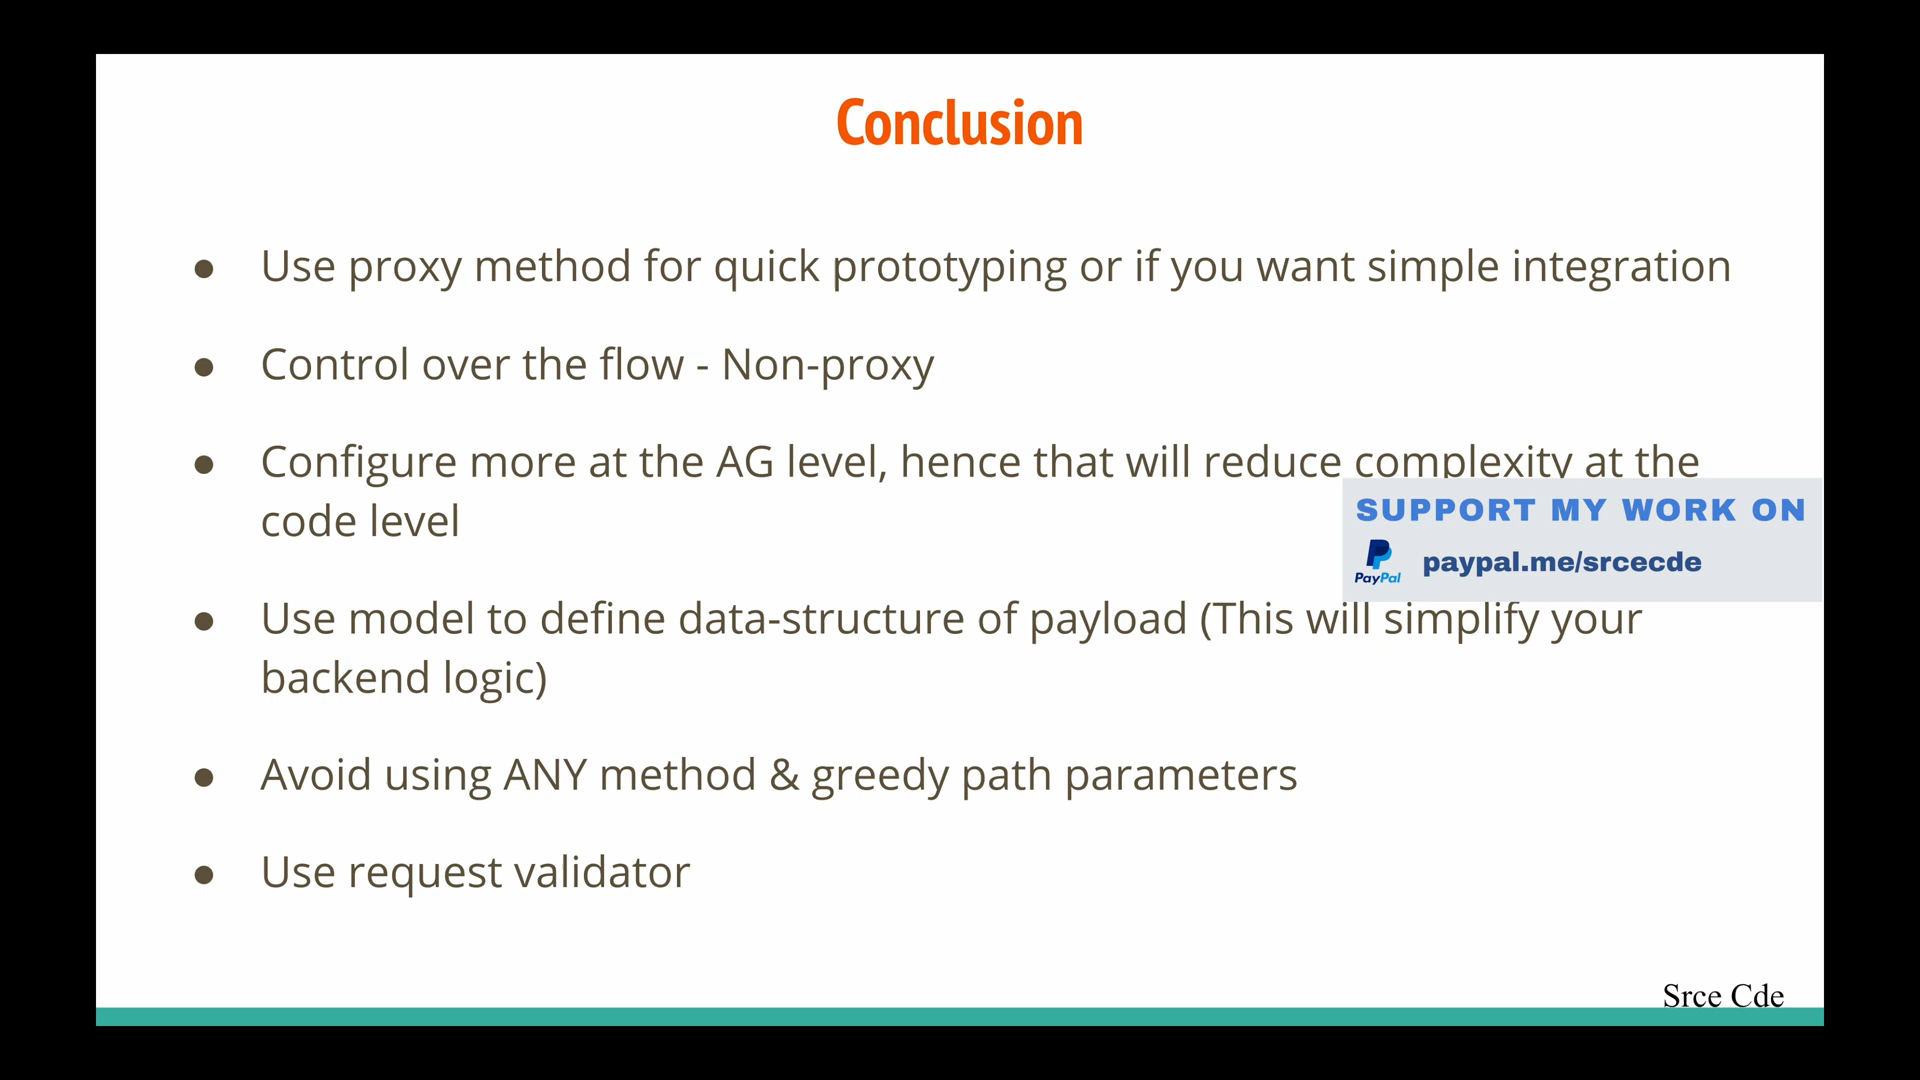 Conclusion
● Use proxy method for quick prototyping or if you want simple integration
● Control over the flow - Non-proxy
● Configure more at the AG level, hence that will reduce complexity at the
code level
SUPPORT MY WORK ON
PayPal paypal.me/srcecde
● Use model to define data-structure of payload (This will simplify your
backend logic)
● Avoid using ANY method & greedy path parameters
● Use request validator
Srce Cde